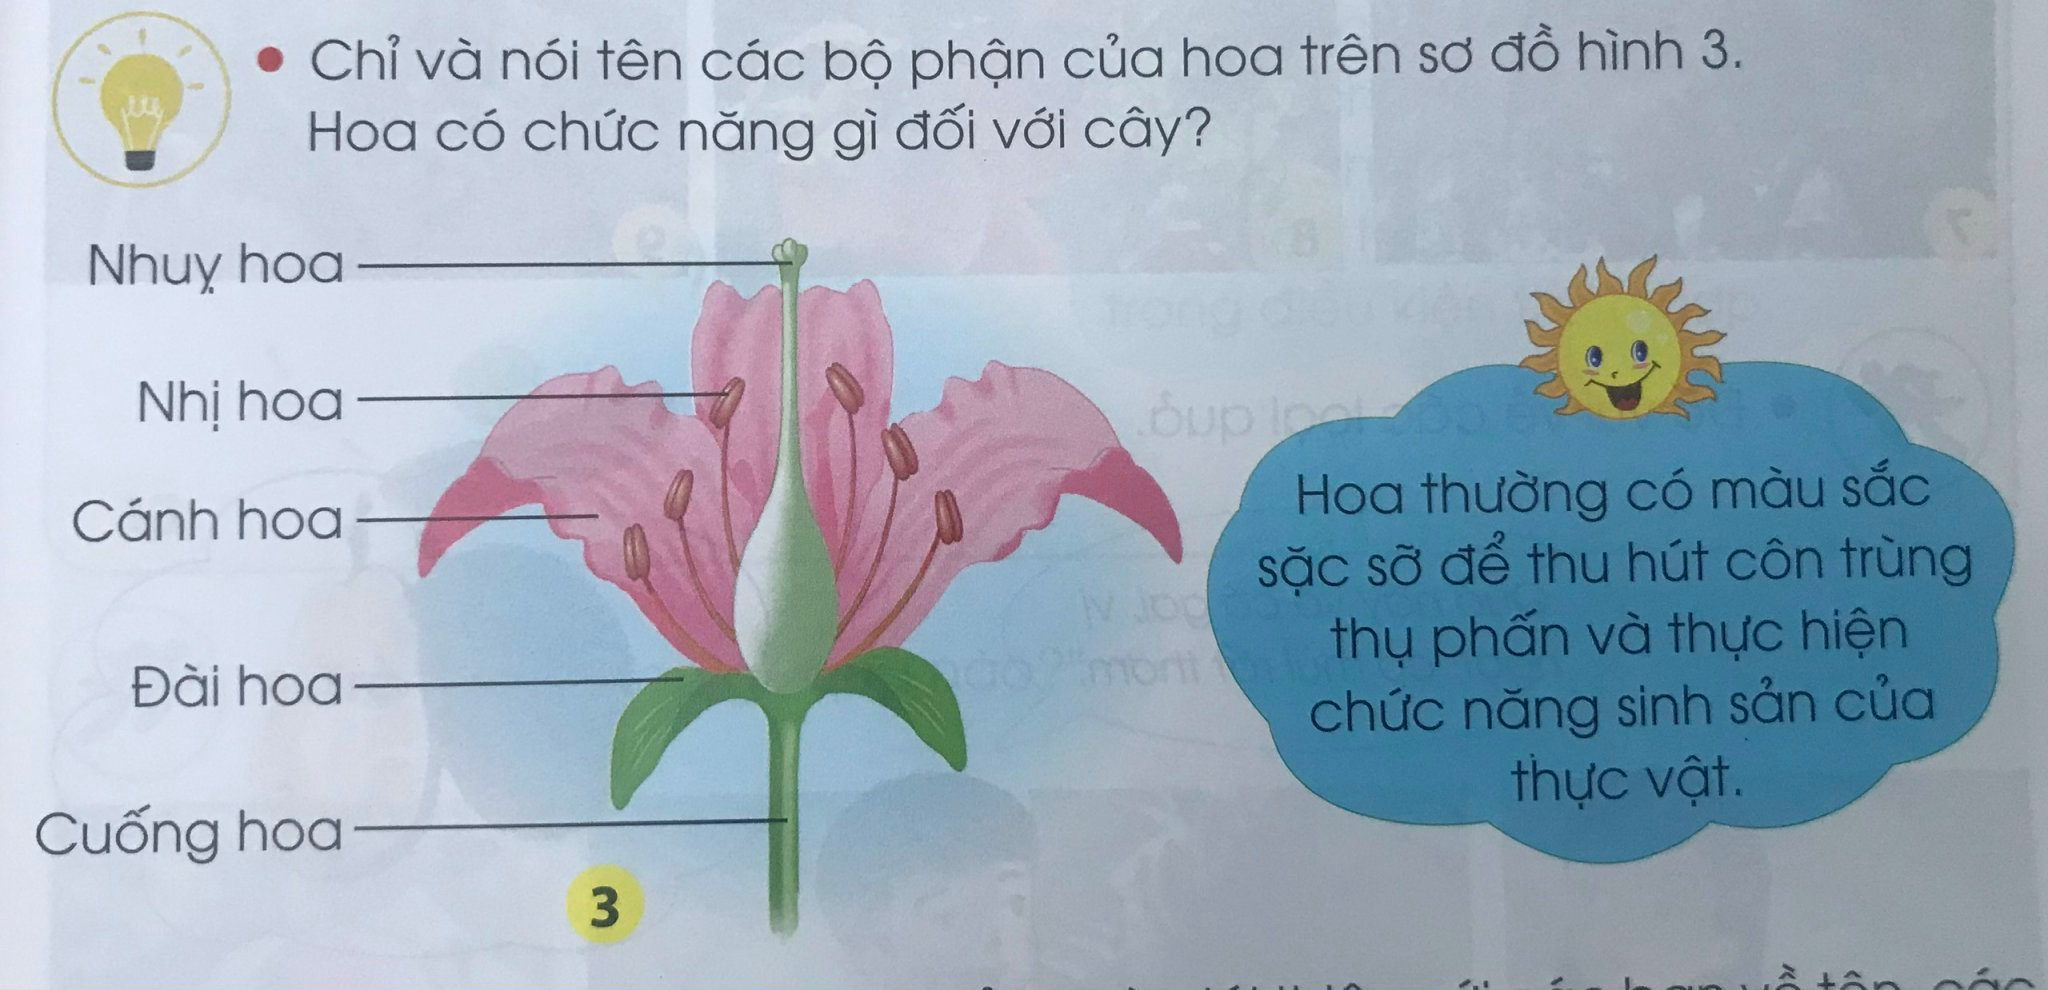 • Chỉ và nói tên các bộ phận của hoa trên sơ đồ hình 3.
Hoa có chức năng gì đối với cây?
Nhuỵ hoa
Nhị hoa
Cánh hoa
Đài hoa
Cuống hoa
3
Hoa thường có màu sắc
sặc sỡ để thu hút côn trùng
thụ phấn và thực hiện
chức năng sinh sản của
thực vật.